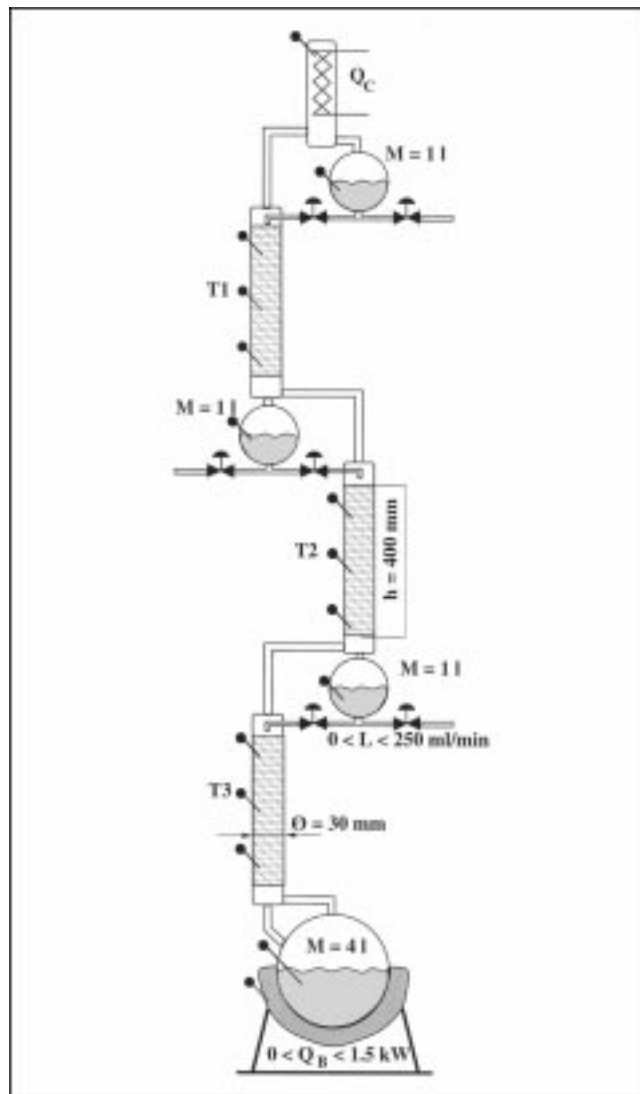 Q_C
M = 1 l
T1
M = 1 l
T2
h = 400 mm
M = 1 l
0 < L < 250 ml/min
T3
Ø = 30 mm
M = 4 l
0 < Q_B < 1.5 kW